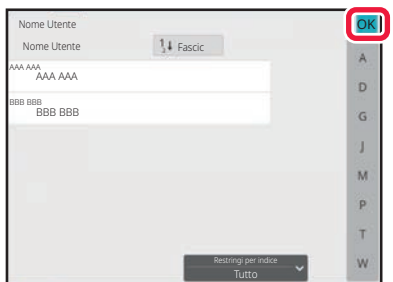 Nome Utente
OK
Nome Utente
Fascic
AAA AAA
AAA AAA
BBB BBB
BBB BBB
A
D
G
J
M
P
T
W
Restringi per indice
Tutto